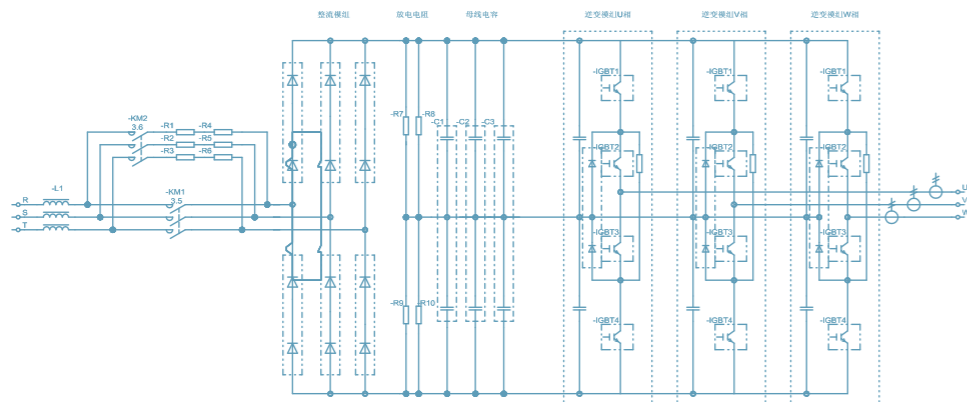 整流模组
放电电阻
母线电容
逆变模组U相
逆变模组V相
逆变模组W相
-IGBT1
-IGBT1
-IGBT1
-KM2
3.6
-R1
-R4
-R2
-R5
-R3
-R6
-R7
-R8
-C1
-C2
-C3
-IGBT2
-IGBT2
-IGBT2
-L1
-KM1
3.5
R
S
T
U
V
W
-IGBT3
-IGBT3
-IGBT3
-R9
-R10
-IGBT4
-IGBT4
-IGBT4